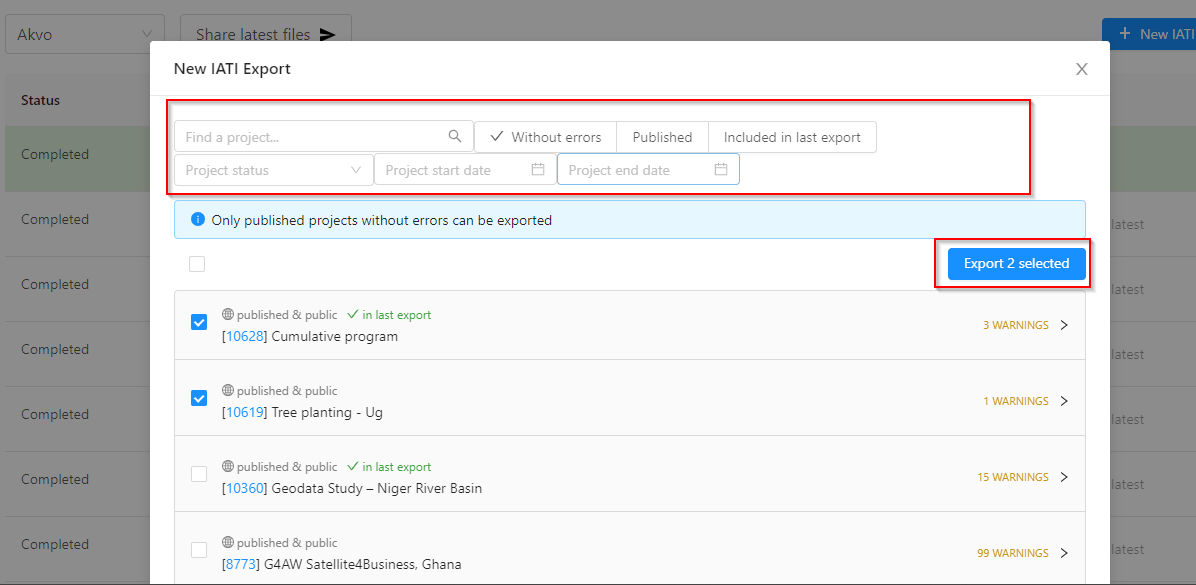 Akvo
Share latest files
+ New IATI
New IATI Export
Status
Find a project...
Without errors
Published
Included in last export
Completed
Project status
Project start date
Project end date
Only published projects without errors can be exported
Completed
latest
Export 2 selected
Completed
latest
published & public in last export
3 WARNINGS
[10628] Cumulative program
Completed
latest
published & public
1 WARNINGS
[10619] Tree planting - Ug
Completed
latest
published & public in last export
15 WARNINGS
[10360] Geodata Study – Niger River Basin
Completed
latest
published & public
99 WARNINGS
[8773] G4AW Satellite4Business, Ghana
Completed
latest